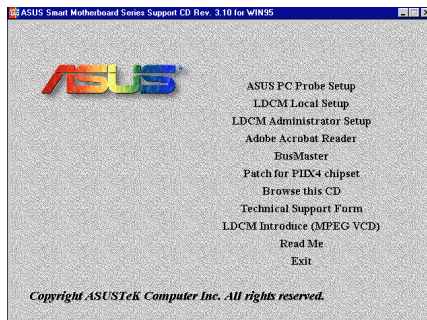 ASUS Smart Motherboard Series Support CD Rev. 3.10 for WIN95
ASUS
ASUS PC Probe Setup
LDCM Local Setup
LDCM Administrator Setup
Adobe Acrobat Reader
BusMaster
Patch for PIIX4 chipset
Browse this CD
Technical Support Form
LDCM Introduce (MPEG VCD)
Read Me
Exit
Copyright ASUSTeK Computer Inc. All rights reserved.